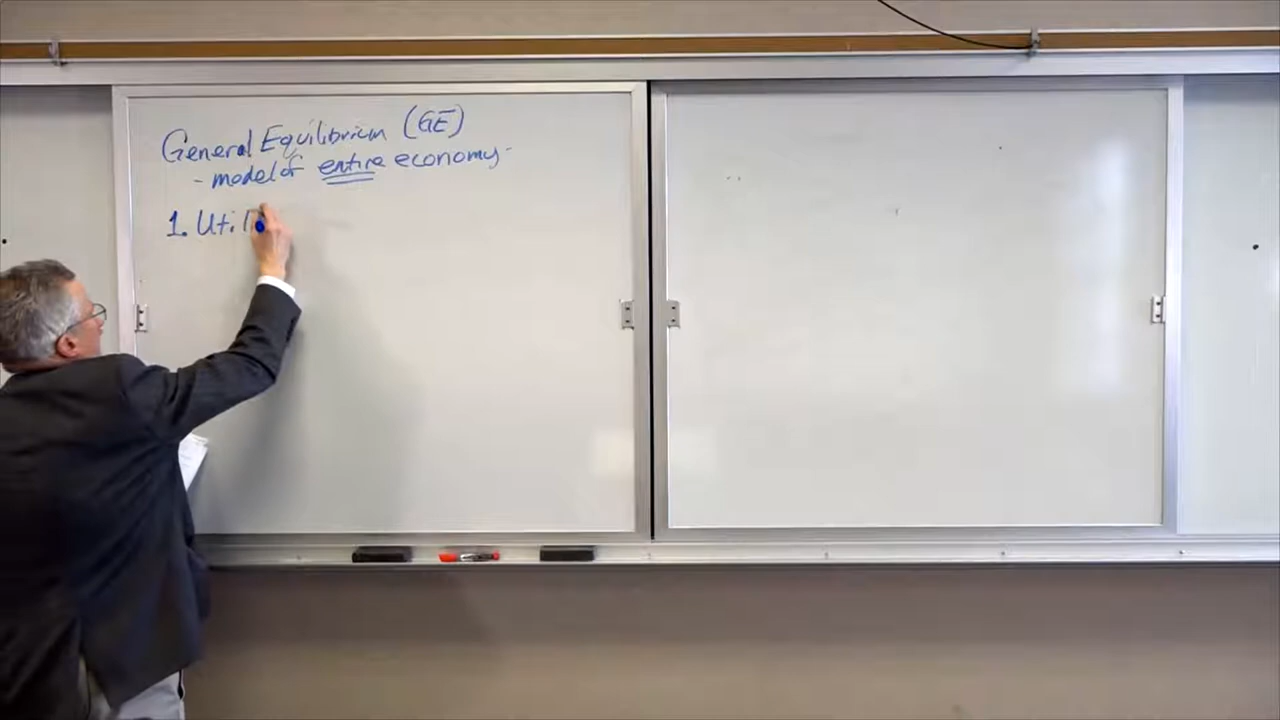 General Equilibrium (GE)
- model of entire economy
1. Util